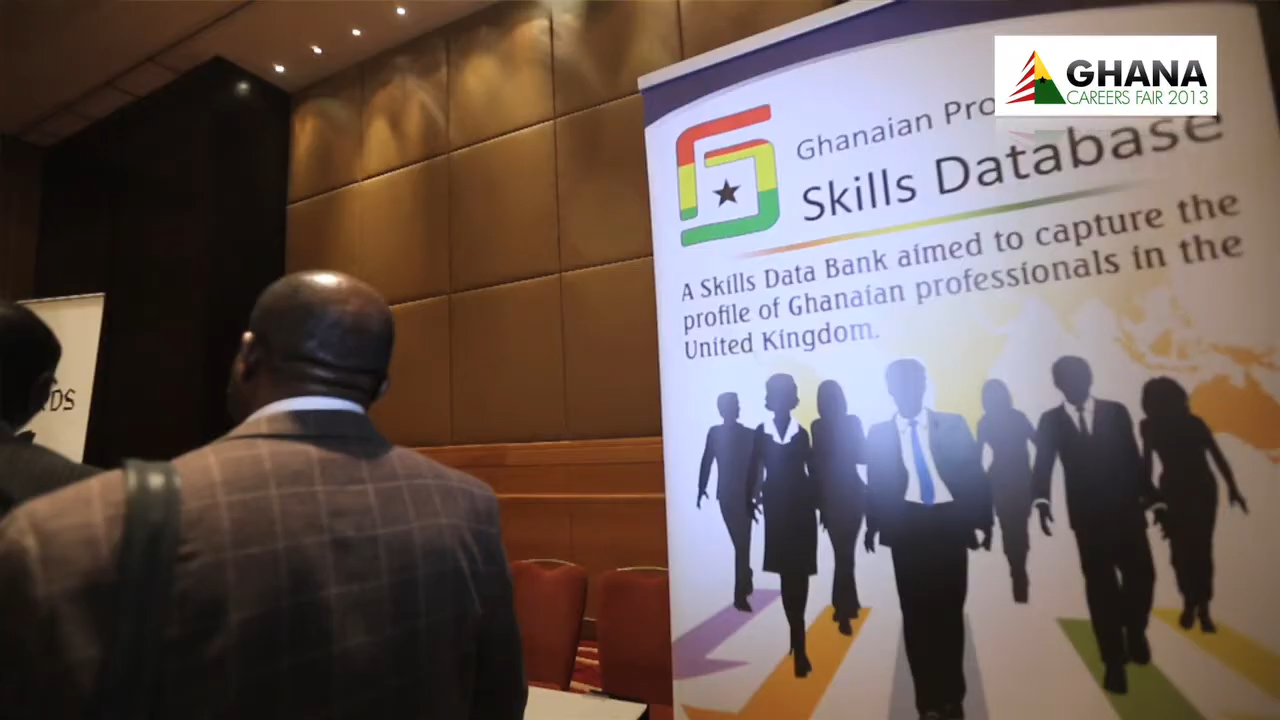 GHANA
CAREERS FAIR 2013
Ghanaian
Skills Database
A Skills Data Bank aimed to capture the
profile of Ghanaian professionals in the
United Kingdom.